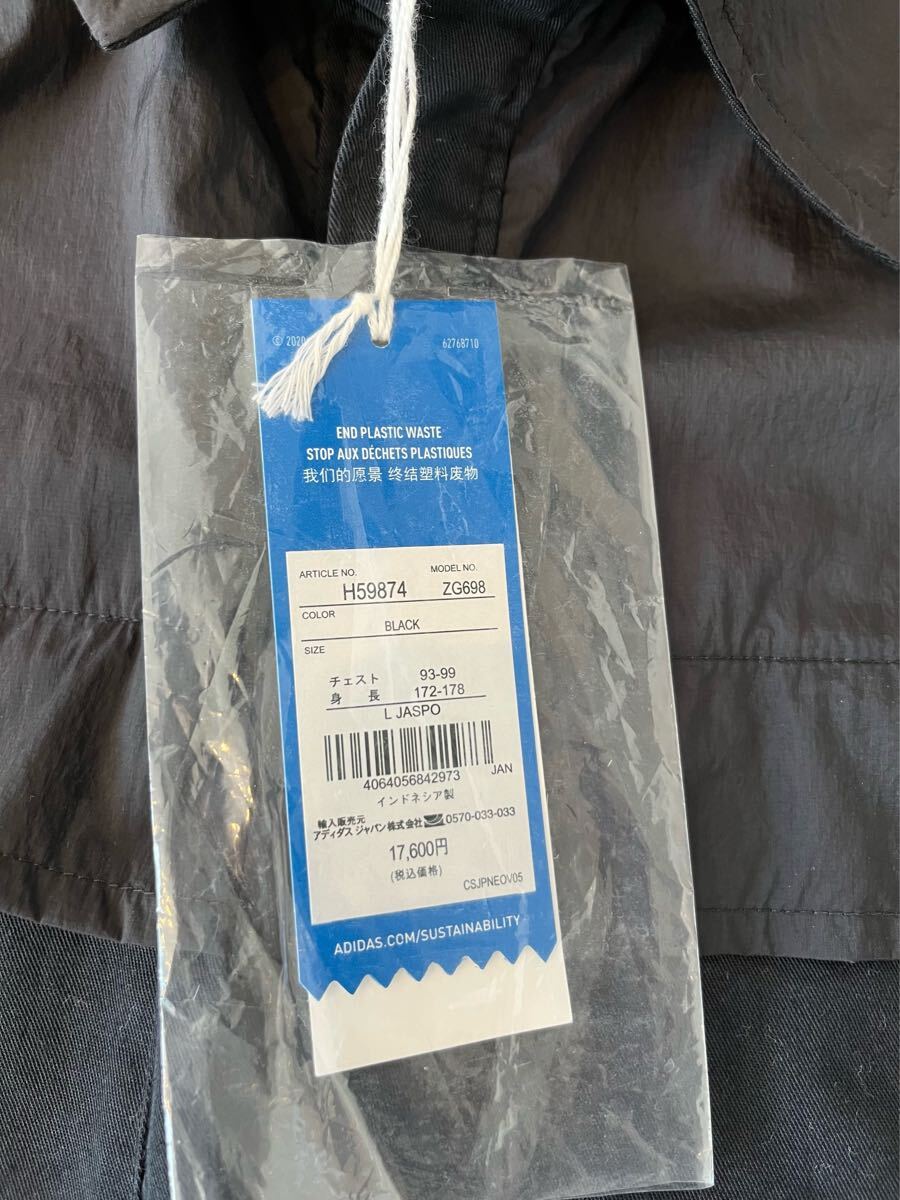 © 2020
62768710
END PLASTIC WASTE
STOP AUX DÉCHETS PLASTIQUES
我们的愿景 终结塑料废物
ARTICLE NO. MODEL NO.
H59874 ZG698
COLOR
BLACK
SIZE
チェスト 93-99
身 長 172-178
L JASPO
4064056842973 JAN
インドネシア製
輸入販売元
アディダス ジャパン株式会社 0570-033-033
17,600円
(税込価格)
CSJPNEOV05
ADIDAS.COM/SUSTAINABILITY